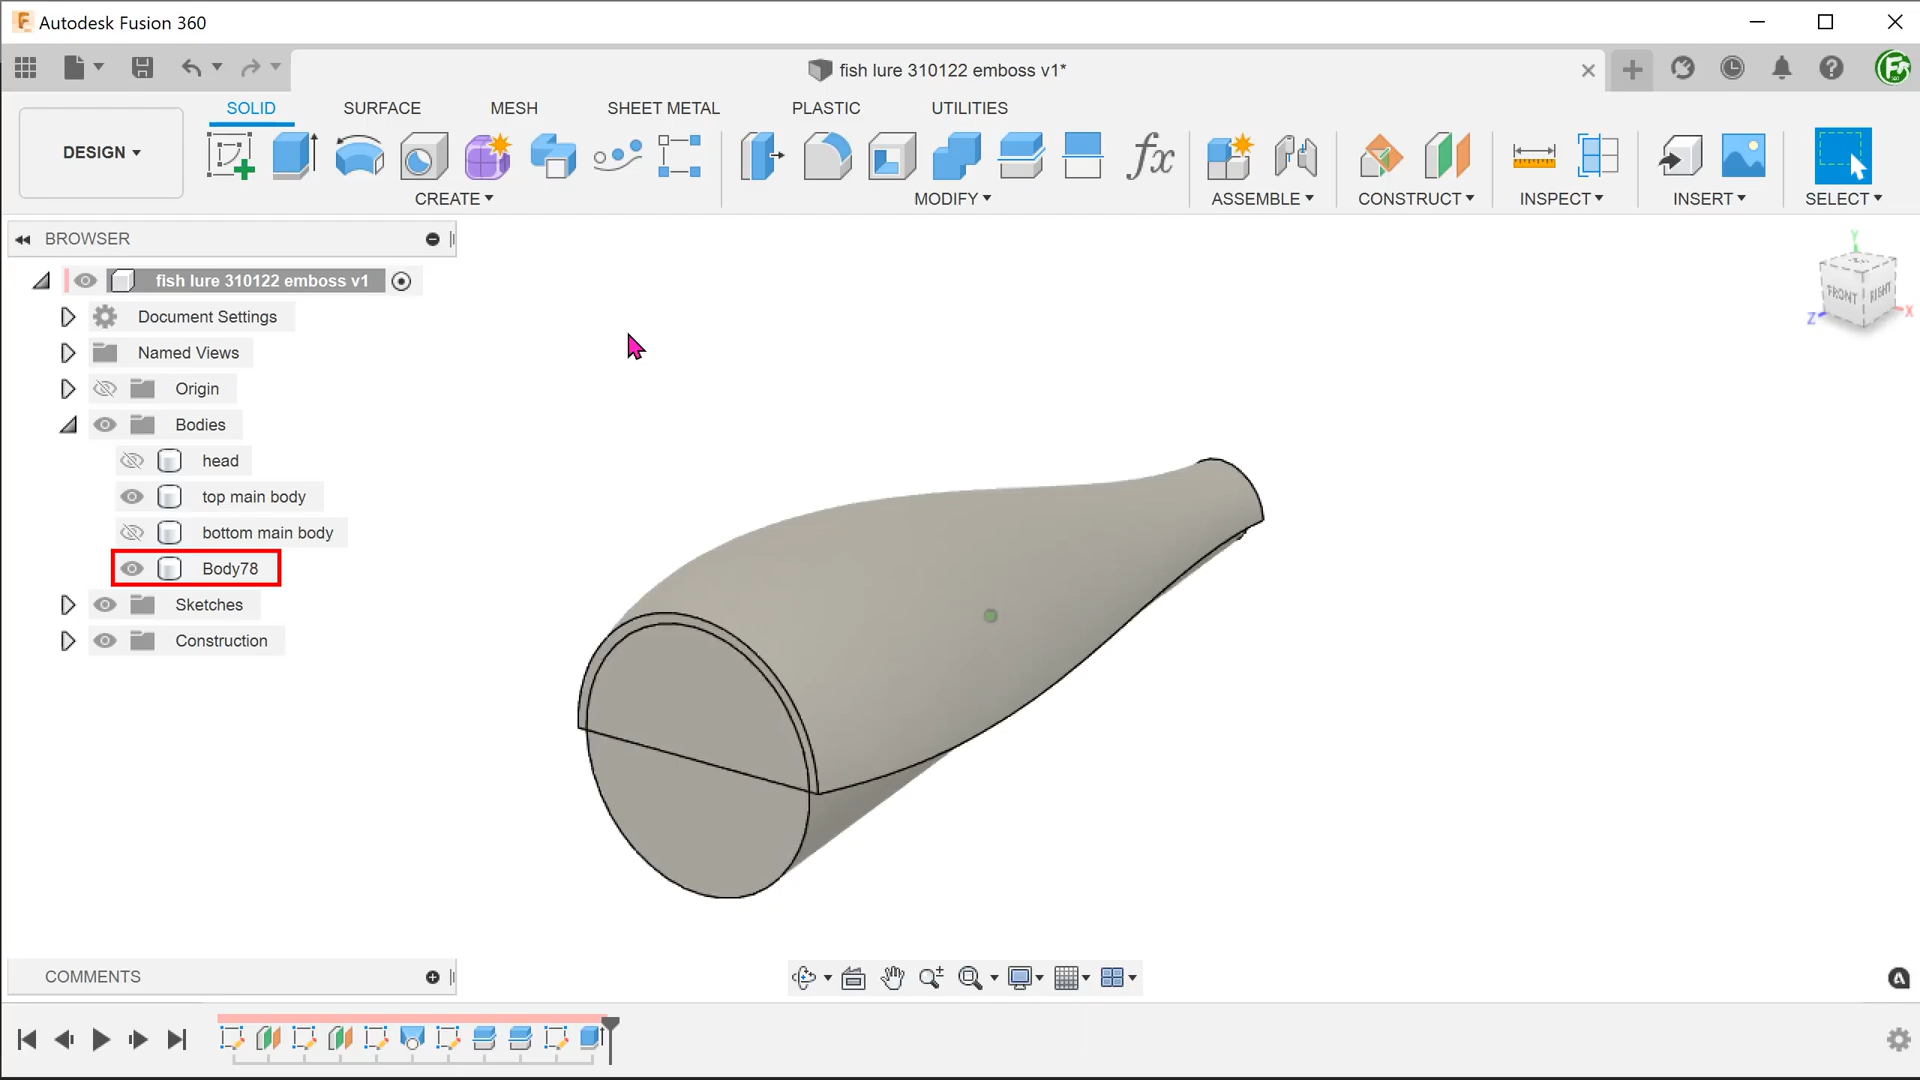 Autodesk Fusion 360
fish lure 310122 emboss v1*
SOLID
SURFACE
MESH
SHEET METAL
PLASTIC
UTILITIES
DESIGN
CREATE
MODIFY
ASSEMBLE
CONSTRUCT
INSPECT
INSERT
SELECT
BROWSER
fish lure 310122 emboss v1
Document Settings
Named Views
Origin
Bodies
head
top main body
bottom main body
Body78
Sketches
Construction
Y
FRONT
RIGHT
Z
X
COMMENTS